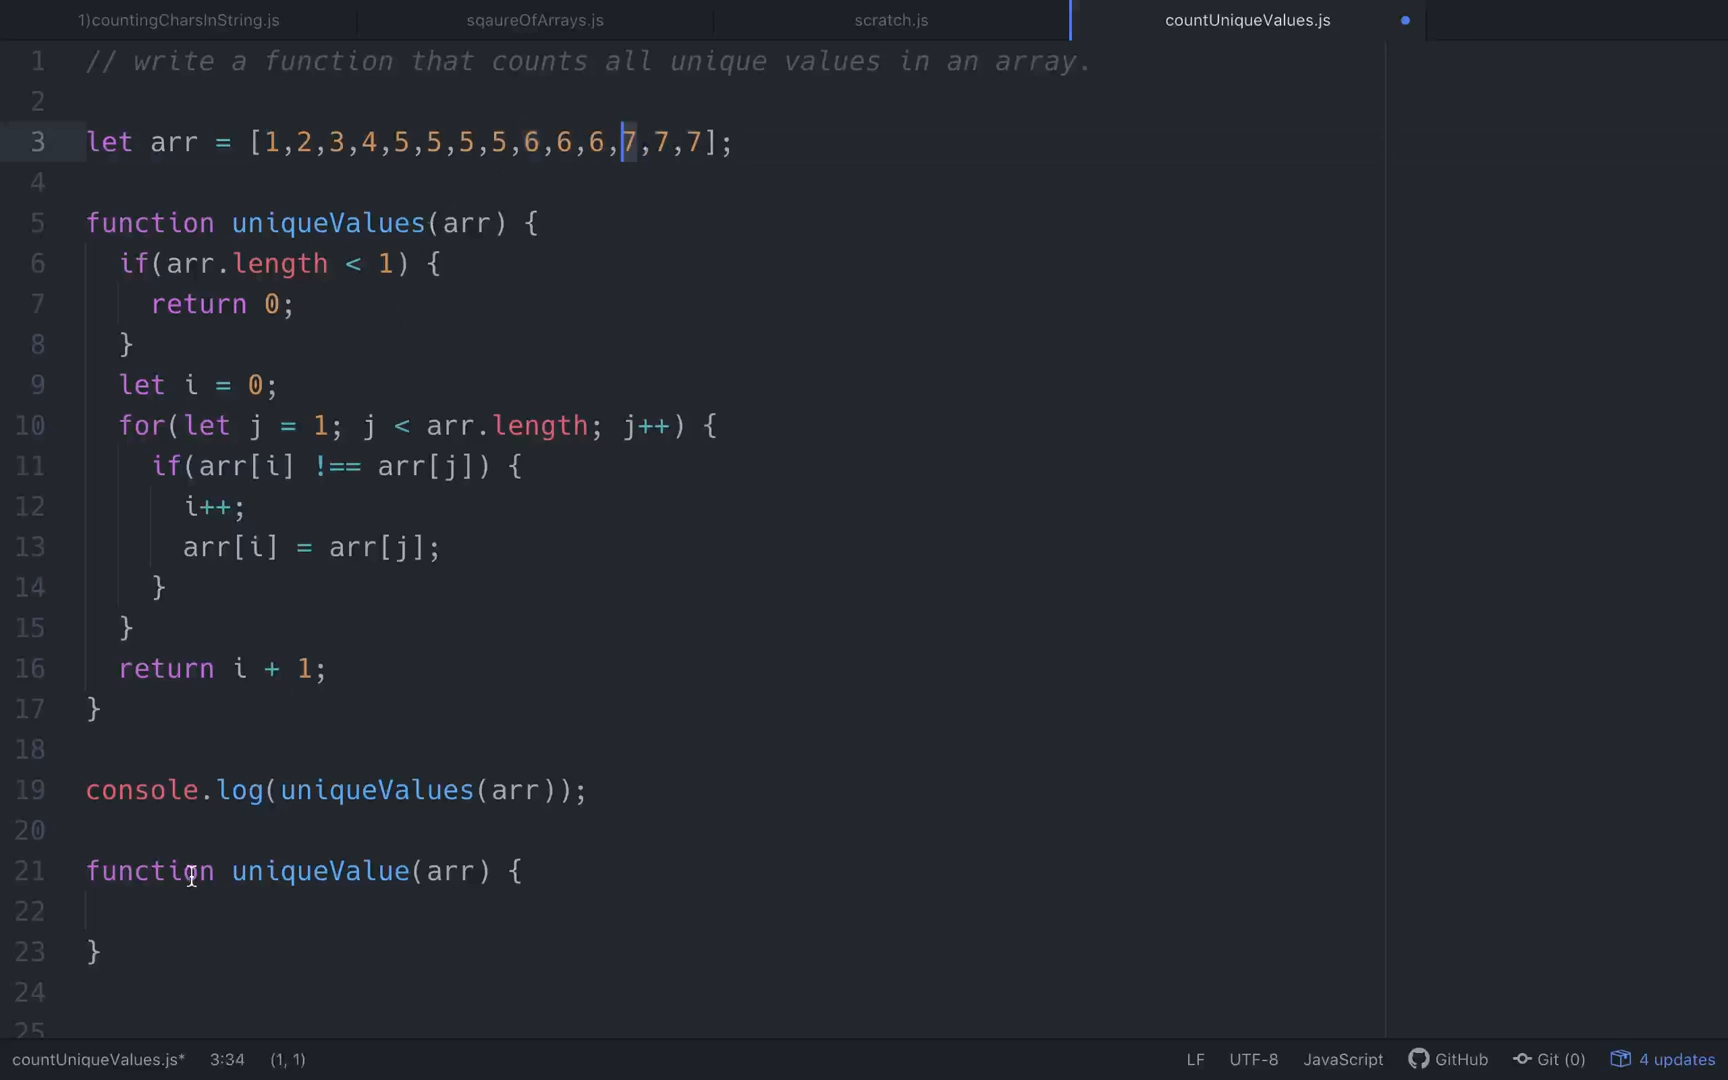 1)countingCharsInString.js sqaureOfArrays.js scratch.js countUniqueValues.js
1 // write a function that counts all unique values in an array.
2
3 let arr = [1,2,3,4,5,5,5,5,6,6,6,7,7,7];
4
5 function uniqueValues(arr) {
6 if(arr.length < 1) {
7 return 0;
8 }
9 let i = 0;
10 for(let j = 1; j < arr.length; j++) {
11 if(arr[i] !== arr[j]) {
12 i++;
13 arr[i] = arr[j];
14 }
15 }
16 return i + 1;
17 }
18
19 console.log(uniqueValues(arr));
20
21 function uniqueValue(arr) {
22
23 }
24
25
countUniqueValues.js* 3:34 (1, 1) LF UTF-8 JavaScript GitHub Git (0) 4 updates